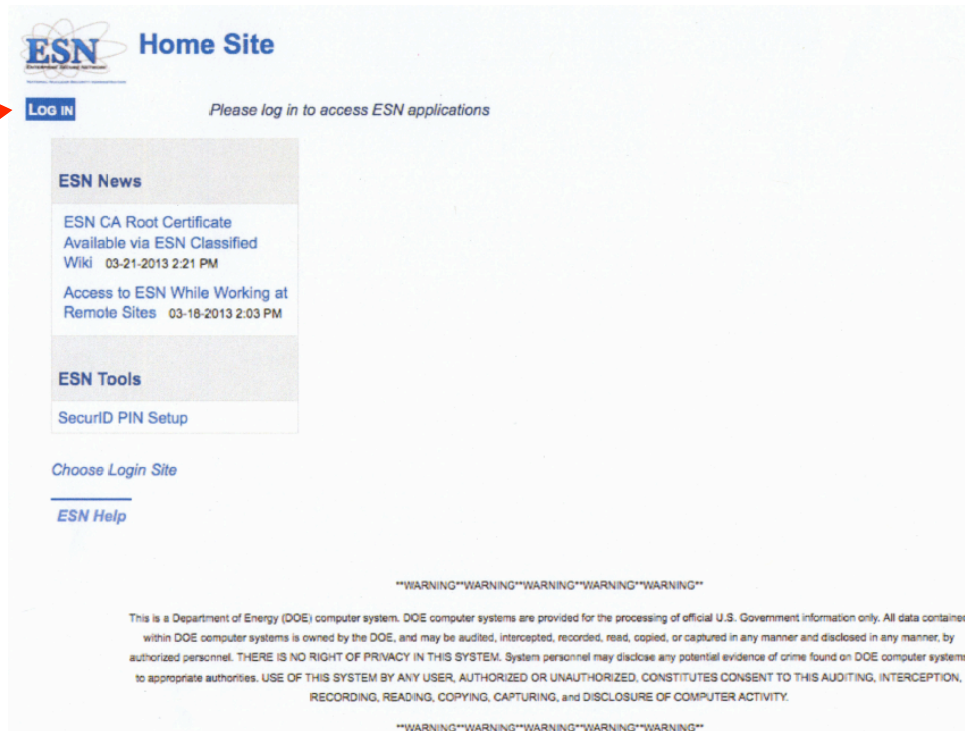 ESN Home Site
LOG IN
Please log in to access ESN applications
ESN News
ESN CA Root Certificate
Available via ESN Classified
Wiki 03-21-2013 2:21 PM
Access to ESN While Working at
Remote Sites 03-18-2013 2:03 PM
ESN Tools
SecurID PIN Setup
Choose Login Site
ESN Help
**WARNING**WARNING**WARNING**WARNING**WARNING**
This is a Department of Energy (DOE) computer system. DOE computer systems are provided for the processing of official U.S. Government information only. All data contained
within DOE computer systems is owned by the DOE, and may be audited, intercepted, recorded, read, copied, or captured in any manner and disclosed in any manner, by
authorized personnel. THERE IS NO RIGHT OF PRIVACY IN THIS SYSTEM. System personnel may disclose any potential evidence of crime found on DOE computer systems
to appropriate authorities. USE OF THIS SYSTEM BY ANY USER, AUTHORIZED OR UNAUTHORIZED, CONSTITUTES CONSENT TO THIS AUDITING, INTERCEPTION,
RECORDING, READING, COPYING, CAPTURING, and DISCLOSURE OF COMPUTER ACTIVITY.
**WARNING**WARNING**WARNING**WARNING**WARNING**